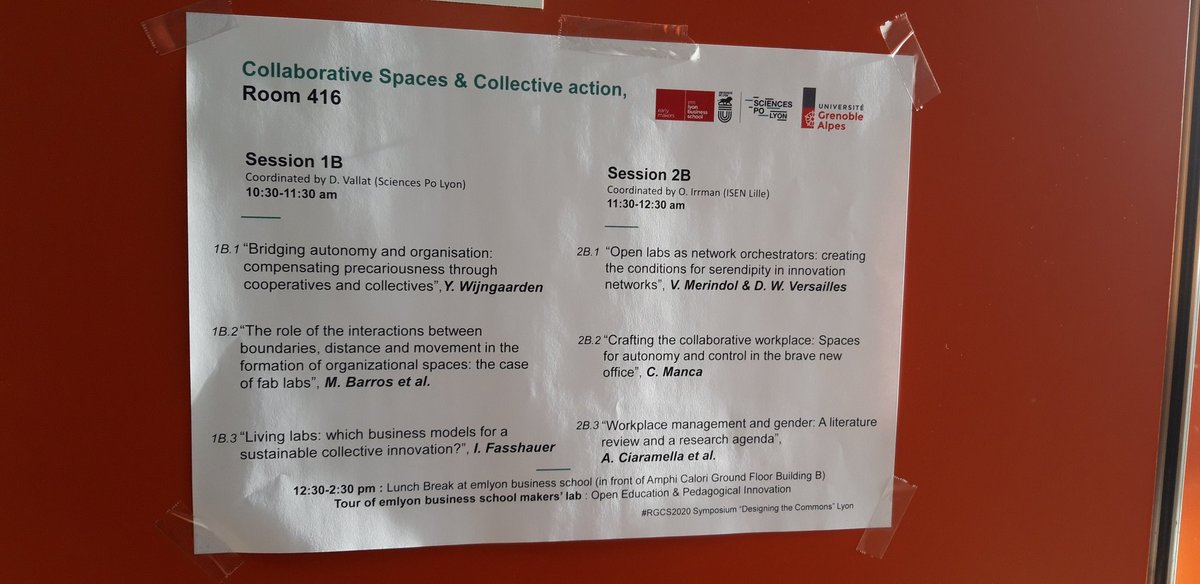 Collaborative Spaces & Collective action,
Room 416
early
makers
em
lyon
business
school
SCIENCES
PO
LYON
UNIVERSITÉ
Grenoble
Alpes
Session 1B
Coordinated by D. Vallat (Sciences Po Lyon)
10:30-11:30 am
1B.1 “Bridging autonomy and organisation:
compensating precariousness through
cooperatives and collectives”, Y. Wijngaarden
1B.2 “The role of the interactions between
boundaries, distance and movement in the
formation of organizational spaces: the case
of fab labs”, M. Barros et al.
1B.3 “Living labs: which business models for a
sustainable collective innovation?”, I. Fasshauer
Session 2B
Coordinated by O. Irrman (ISEN Lille)
11:30-12:30 am
2B.1 “Open labs as network orchestrators: creating
the conditions for serendipity in innovation
networks”, V. Merindol & D. W. Versailles
2B.2 “Crafting the collaborative workplace: Spaces
for autonomy and control in the brave new
office”, C. Manca
2B.3 “Workplace management and gender: A literature
review and a research agenda”,
A. Ciaramella et al.
12:30-2:30 pm : Lunch Break at emlyon business school (in front of Amphi Calori Ground Floor Building B)
Tour of emlyon business school makers’ lab : Open Education & Pedagogical Innovation
#RGCS2020 Symposium “Designing the Commons” Lyon